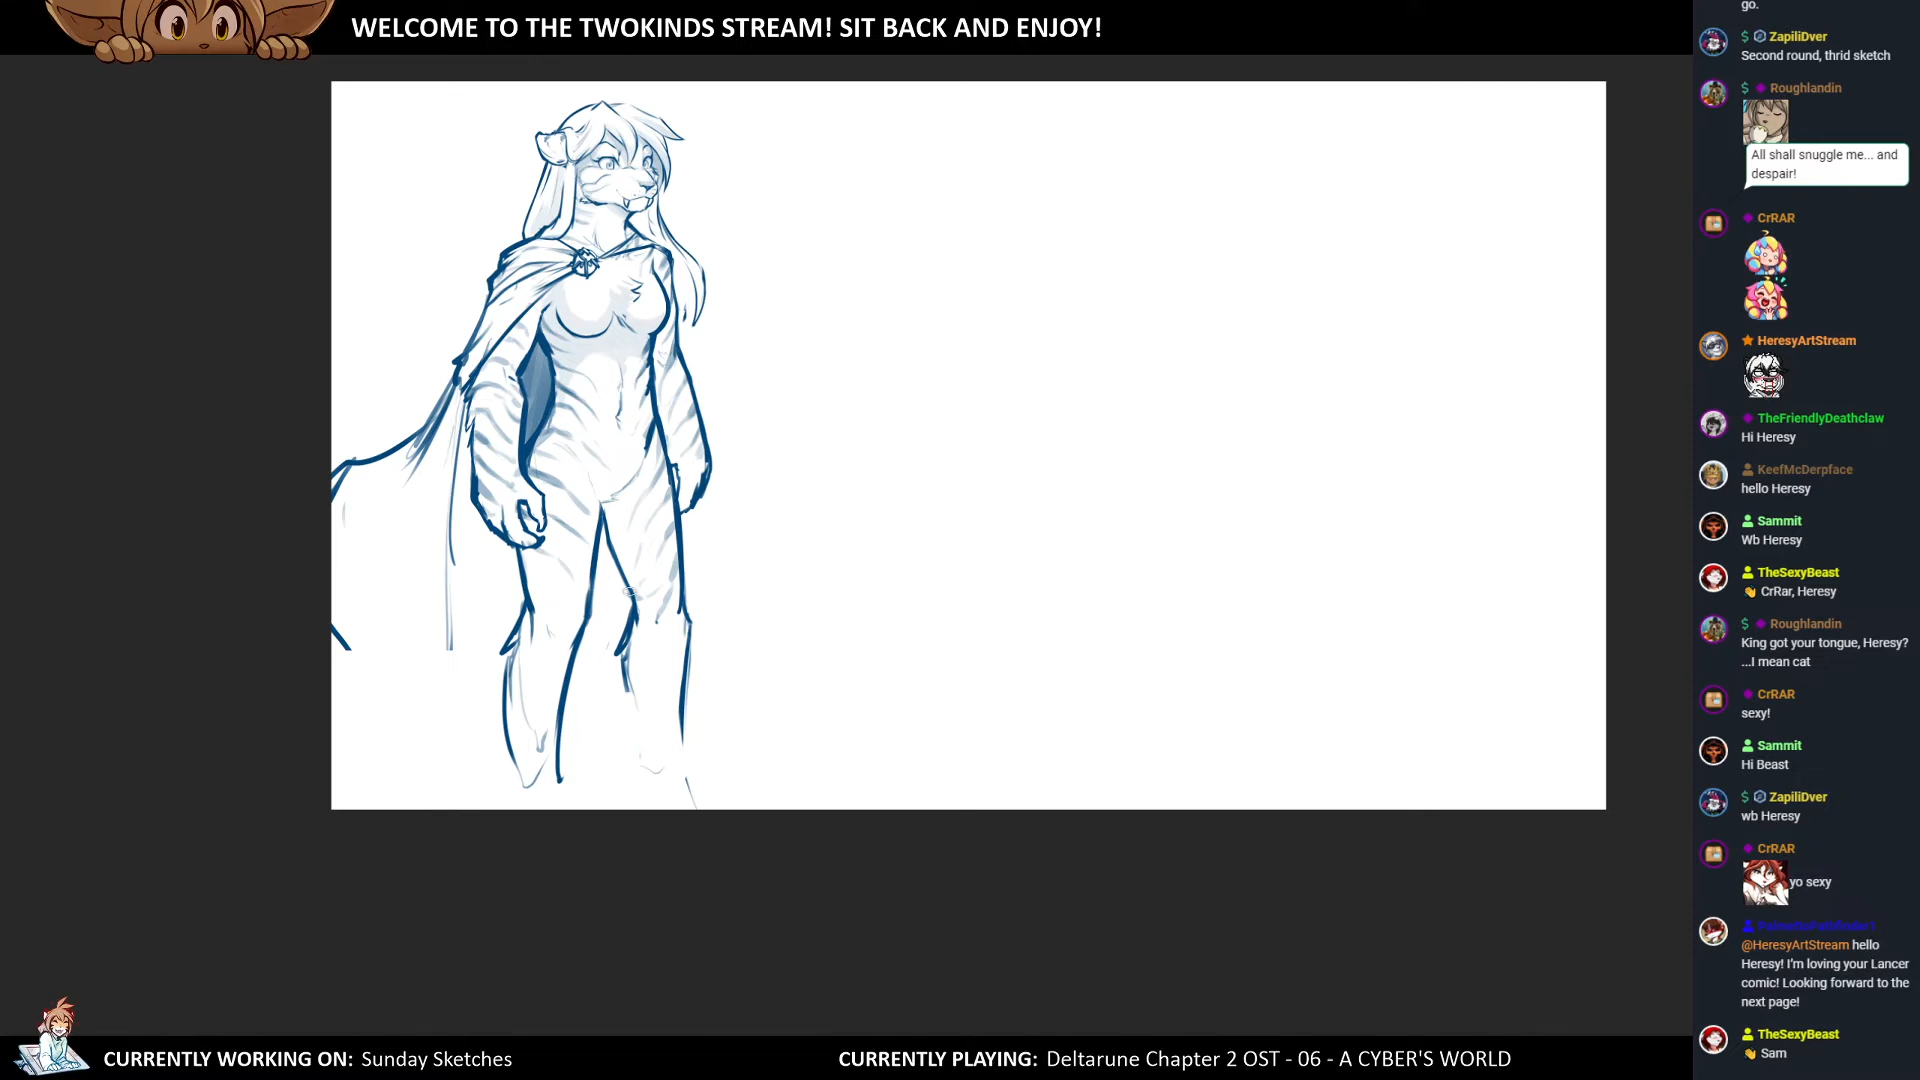 WELCOME TO THE TWOKINDS STREAM! SIT BACK AND ENJOY!
go.
ZapiliDver
Second round, thrid sketch
Roughlandin
All shall snuggle me... and
despair!
CrRAR
HeresyArtStream
TheFriendlyDeathclaw
Hi Heresy
KeefMcDerpface
hello Heresy
Sammit
Wb Heresy
TheSexyBeast
CrRar, Heresy
Roughlandin
King got your tongue, Heresy?
...I mean cat
CrRAR
sexy!
Sammit
Hi Beast
ZapiliDver
wb Heresy
CrRAR
yo sexy
PalmettoPathfinder1
@HeresyArtStream hello
Heresy! I'm loving your Lancer
comic! Looking forward to the
next page!
TheSexyBeast
Sam
CURRENTLY WORKING ON: Sunday Sketches
CURRENTLY PLAYING: Deltarune Chapter 2 OST - 06 - A CYBER'S WORLD